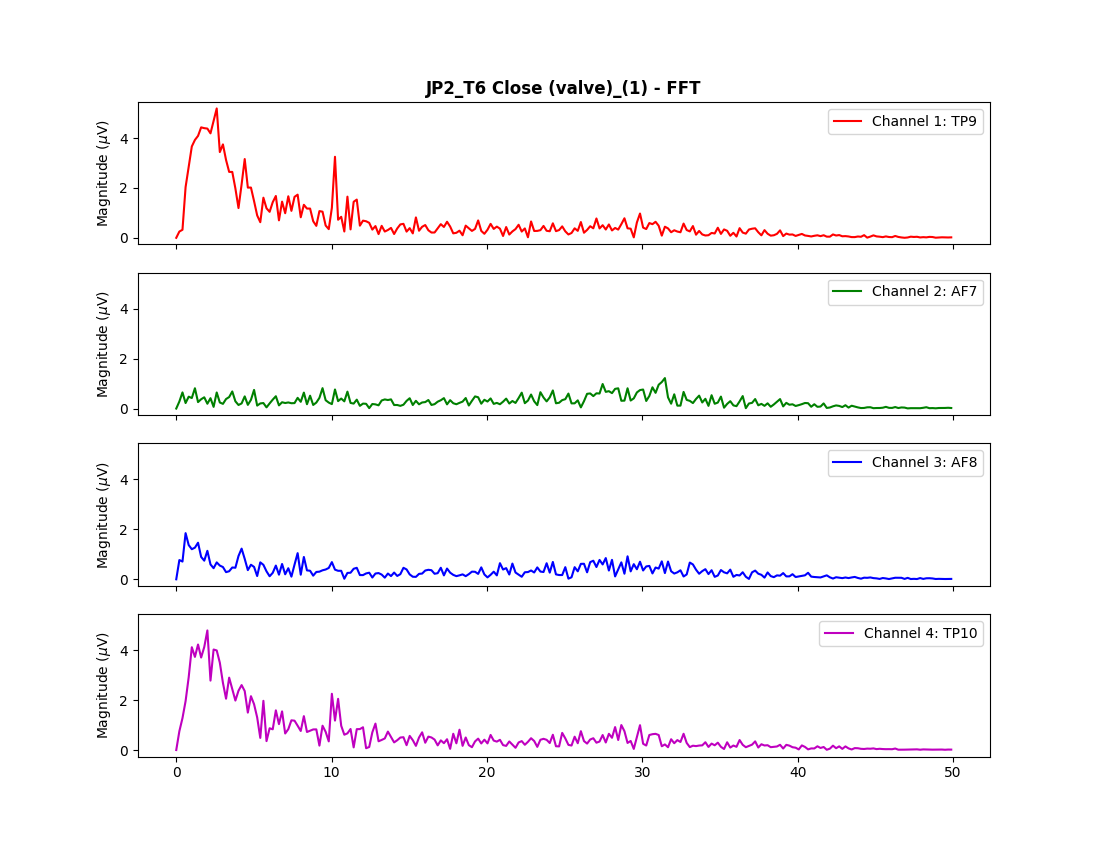 JP2_T6 Close (valve)_(1) - FFT
Magnitude (μV)
4
2
0
Channel 1: TP9
Magnitude (μV)
4
2
0
Channel 2: AF7
Magnitude (μV)
4
2
0
Channel 3: AF8
Magnitude (μV)
4
2
0
Channel 4: TP10
0 10 20 30 40 50